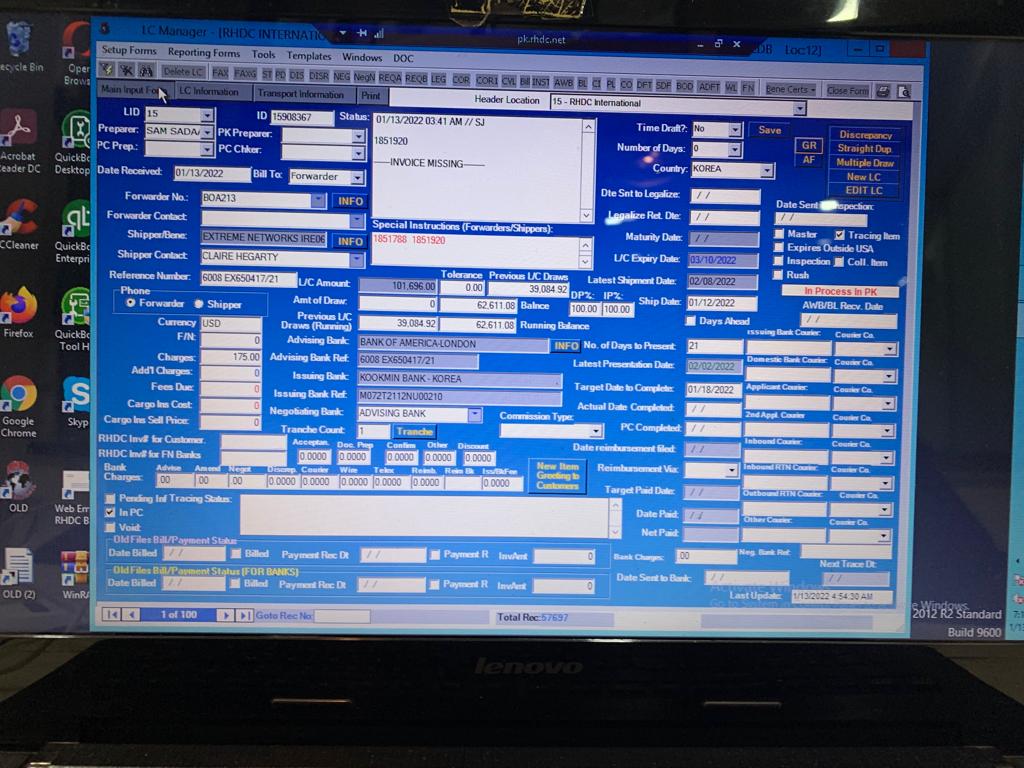 LC Manager - [RHDC INTERNATIO
pk.rhdc.net
DB Loc:12]
Setup Forms Reporting Forms Tools Templates Windows DOC
Delete LC FAX FAXG ST PD DIS DISR NEG NegN REQA REQB LEG COR COR1 CVL Bill INST AWB BL CI PL CO DFT SDF BOD ADFT WL FN Bene Certs Close Form
Main Input Fo LC Information Transport Information Print Header Location 15 - RHDC International
LID 15 ID 15908367 Status: 01/13/2022 03:41 AM // SJ
1851920
-----INVOICE MISSING-----
Preparer: SAM SADA PK Preparer:
PC Prep.: PC Chker:
Date Received: 01/13/2022 Bill To: Forwarder
Forwarder No.: BOA213 INFO
Forwarder Contact:
Shipper/Bene: EXTREME NETWORKS IRE06 INFO
Shipper Contact: CLAIRE HEGARTY
Reference Number: 6008 EX650417/21
Special Instructions (Forwarders/Shippers):
1851788 1851920
Time Draft?: No Save
Number of Days: 0 GR
AF
Country: KOREA
Discrepancy
Straight Dup.
Multiple Draw
New LC
EDIT LC
Dte Snt to Legalize: / /
Legalize Ret. Dte: / /
Maturity Date: / /
L/C Expiry Date: 03/10/2022
Latest Shipment Date: 02/08/2022
Ship Date: 01/12/2022
Days Ahead
Date Sent Inspection:
/ /
Master Tracing Item
Expires Outside USA
Inspection Coll. Item
Rush
In Process In PK
AWB/BL Recv. Date
/ /
Phone
Forwarder Shipper
L/C Amount: 101,696.00 Tolerance 0.00 Previous L/C Draws 39,084.92
Amt of Draw: 0 62,611.08 Balnce DP%: 100.00 IP%: 100.00
Previous L/C
Draws (Running) 39,084.92 62,611.08 Running Balance
Currency USD
F/N: 0
Charges: 175.00
Add'l Charges: 0
Fees Due: 0
Cargo Ins Cost: 0
Cargo Ins Sell Price: 0
Advising Bank: BANK OF AMERICA-LONDON INFO
Advising Bank Ref: 6008 EX650417/21
Issuing Bank: KOOKMIN BANK - KOREA
Issuing Bank Ref: M072T2112NU00210
Negotiating Bank: ADVISING BANK
Commission Type:
Tranche Count: 1 Tranche
No. of Days to Present: 21
Latest Presentation Date: 02/02/2022
Target Date to Complete: 01/18/2022
Actual Date Completed: / /
PC Completed: / /
Date reimbursement filed: / /
Reimbursement Via:
Target Paid Date: / /
Date Paid: / /
Net Paid:
Issuing Bank Courier: Courier Co.
Domestic Bank Courier: Courier Co.
Applicant Courier: Courier Co.
2nd Appl. Courier: Courier Co.
Inbound Courier: Courier Co.
Inbound RTN Courier: Courier Co.
Outbound RTN Courier: Courier Co.
Other Courier: Courier Co.
RHDC Inv# for Customer.
RHDC Inv# for FN Banks
Acceptan. Doc. Prep Confirm Other Discount
0.0000 0.0000 0.0000 0.0000 0.0000
Bank
Charges: Advise Amend Negot Discrep. Courier Wire Telex Reimb. Reim Bk Iss/BkFee
00 00 00 0.0000 0.0000 0.0000 0.0000 0.0000 0.0000
New Item
Greeting to
Customers
Pending Inf Tracing Status:
In PC
Void:
Old Files Bill/Payment Status
Date Billed / / Billed Payment Rec Dt / / Payment R InvAmt 0
Old Files Bill/Payment Status (FOR BANKS)
Date Billed / / Billed Payment Rec Dt / / Payment R InvAmt 0
Bank Charges: 00 Neg. Bank Ref:
Next Trace Dt:
Date Sent to Bank: / / / /
Last Update: 1/13/2022 4:54:30 AM
1 of 100 Goto Rec No. Total Rec:57697
Activate Windows
Go to System in e Windows.
2012 R2 Standard
Build 9600
ecycle Bin
Open
Brows
Acrobat
eader DC
QuickBo
Desktop
CCleaner
QuickBo
Enterpri
Firefox
QuickBo
Tool H
Google
Chrome
Skyp
OLD
Web Em
RHDC B
OLD (2)
WinRA
lenovo